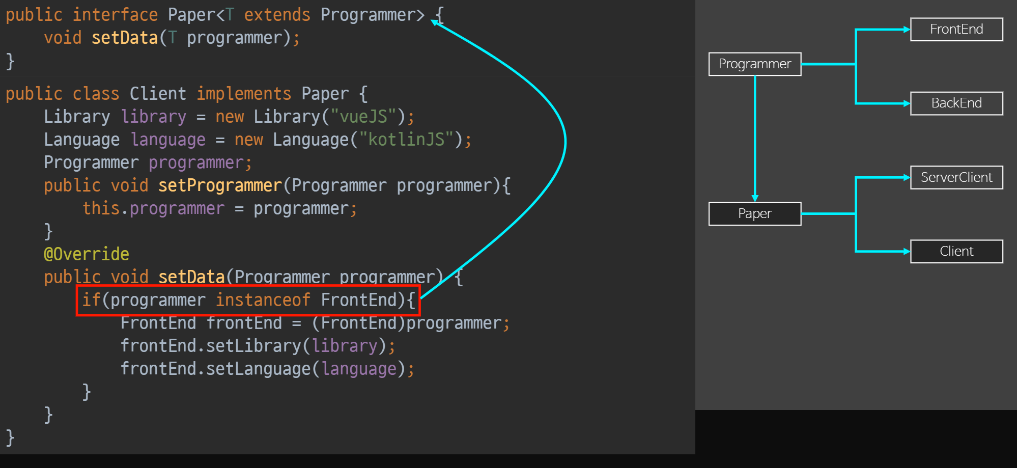 public interface Paper<T extends Programmer> {
    void setData(T programmer);
}
public class Client implements Paper {
    Library library = new Library("vueJS");
    Language language = new Language("kotlinJS");
    Programmer programmer;
    public void setProgrammer(Programmer programmer){
        this.programmer = programmer;
    }
    @Override
    public void setData(Programmer programmer) {
        if(programmer instanceof FrontEnd){
            FrontEnd frontEnd = (FrontEnd)programmer;
            frontEnd.setLibrary(library);
            frontEnd.setLanguage(language);
        }
    }
}
FrontEnd
Programmer
BackEnd
ServerClient
Paper
Client